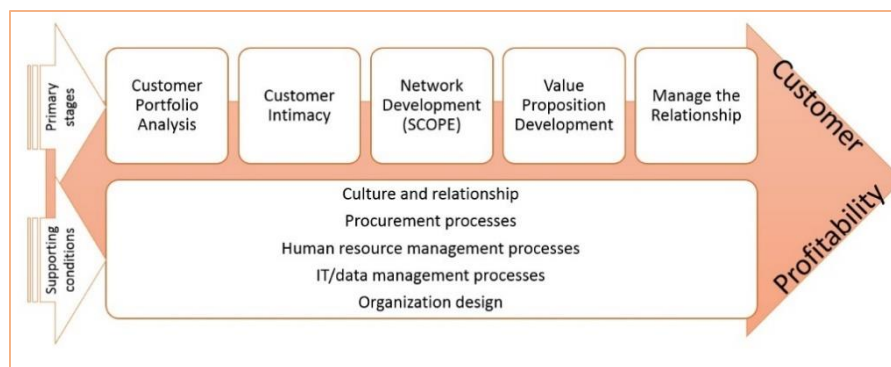 Primary
stages
Customer
Portfolio
Analysis
Customer
Intimacy
Network
Development
(SCOPE)
Value
Proposition
Development
Manage the
Relationship
Customer
Profitability
Supporting
conditions
Culture and relationship
Procurement processes
Human resource management processes
IT/data management processes
Organization design